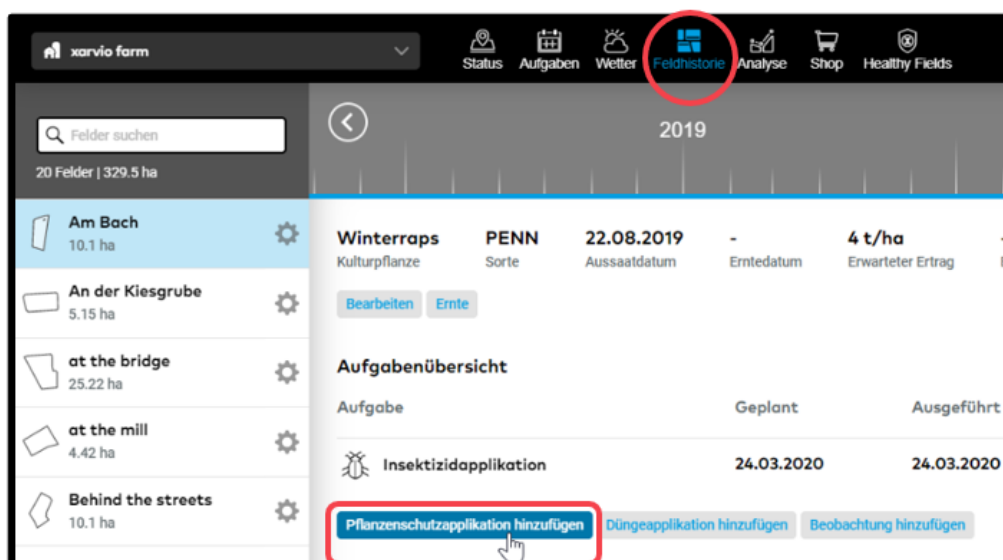 xarvio farm
Status Aufgaben Wetter Feldhistorie Analyse Shop Healthy Fields
Felder suchen
20 Felder | 329.5 ha
2019
Am Bach
10.1 ha
An der Kiesgrube
5.15 ha
at the bridge
25.22 ha
at the mill
4.42 ha
Behind the streets
10.1 ha
Winterraps PENN 22.08.2019 - 4 t/ha
Kulturpflanze Sorte Aussaatdatum Erntedatum Erwarteter Ertrag
Bearbeiten Ernte
Aufgabenübersicht
Aufgabe Geplant Ausgeführt
Insektizidapplikation 24.03.2020 24.03.2020
Pflanzenschutzapplikation hinzufügen Düngeapplikation hinzufügen Beobachtung hinzufügen